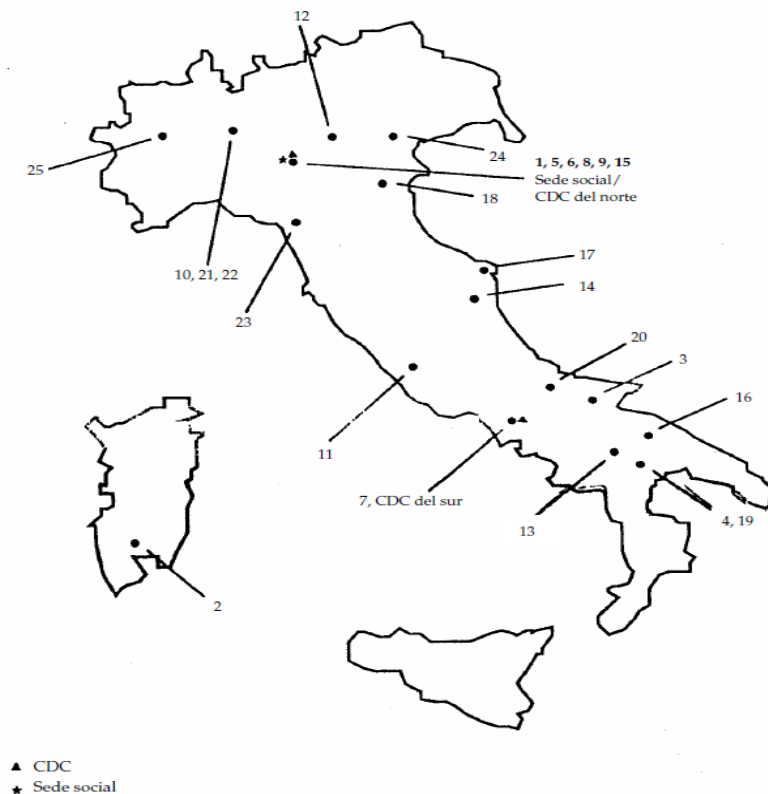 12
25
24
1, 5, 6, 8, 9, 15
Sede social/
CDC del norte
18
10, 21, 22
17
14
23
20
3
16
11
7, CDC del sur
13
4, 19
2
CDC
Sede social